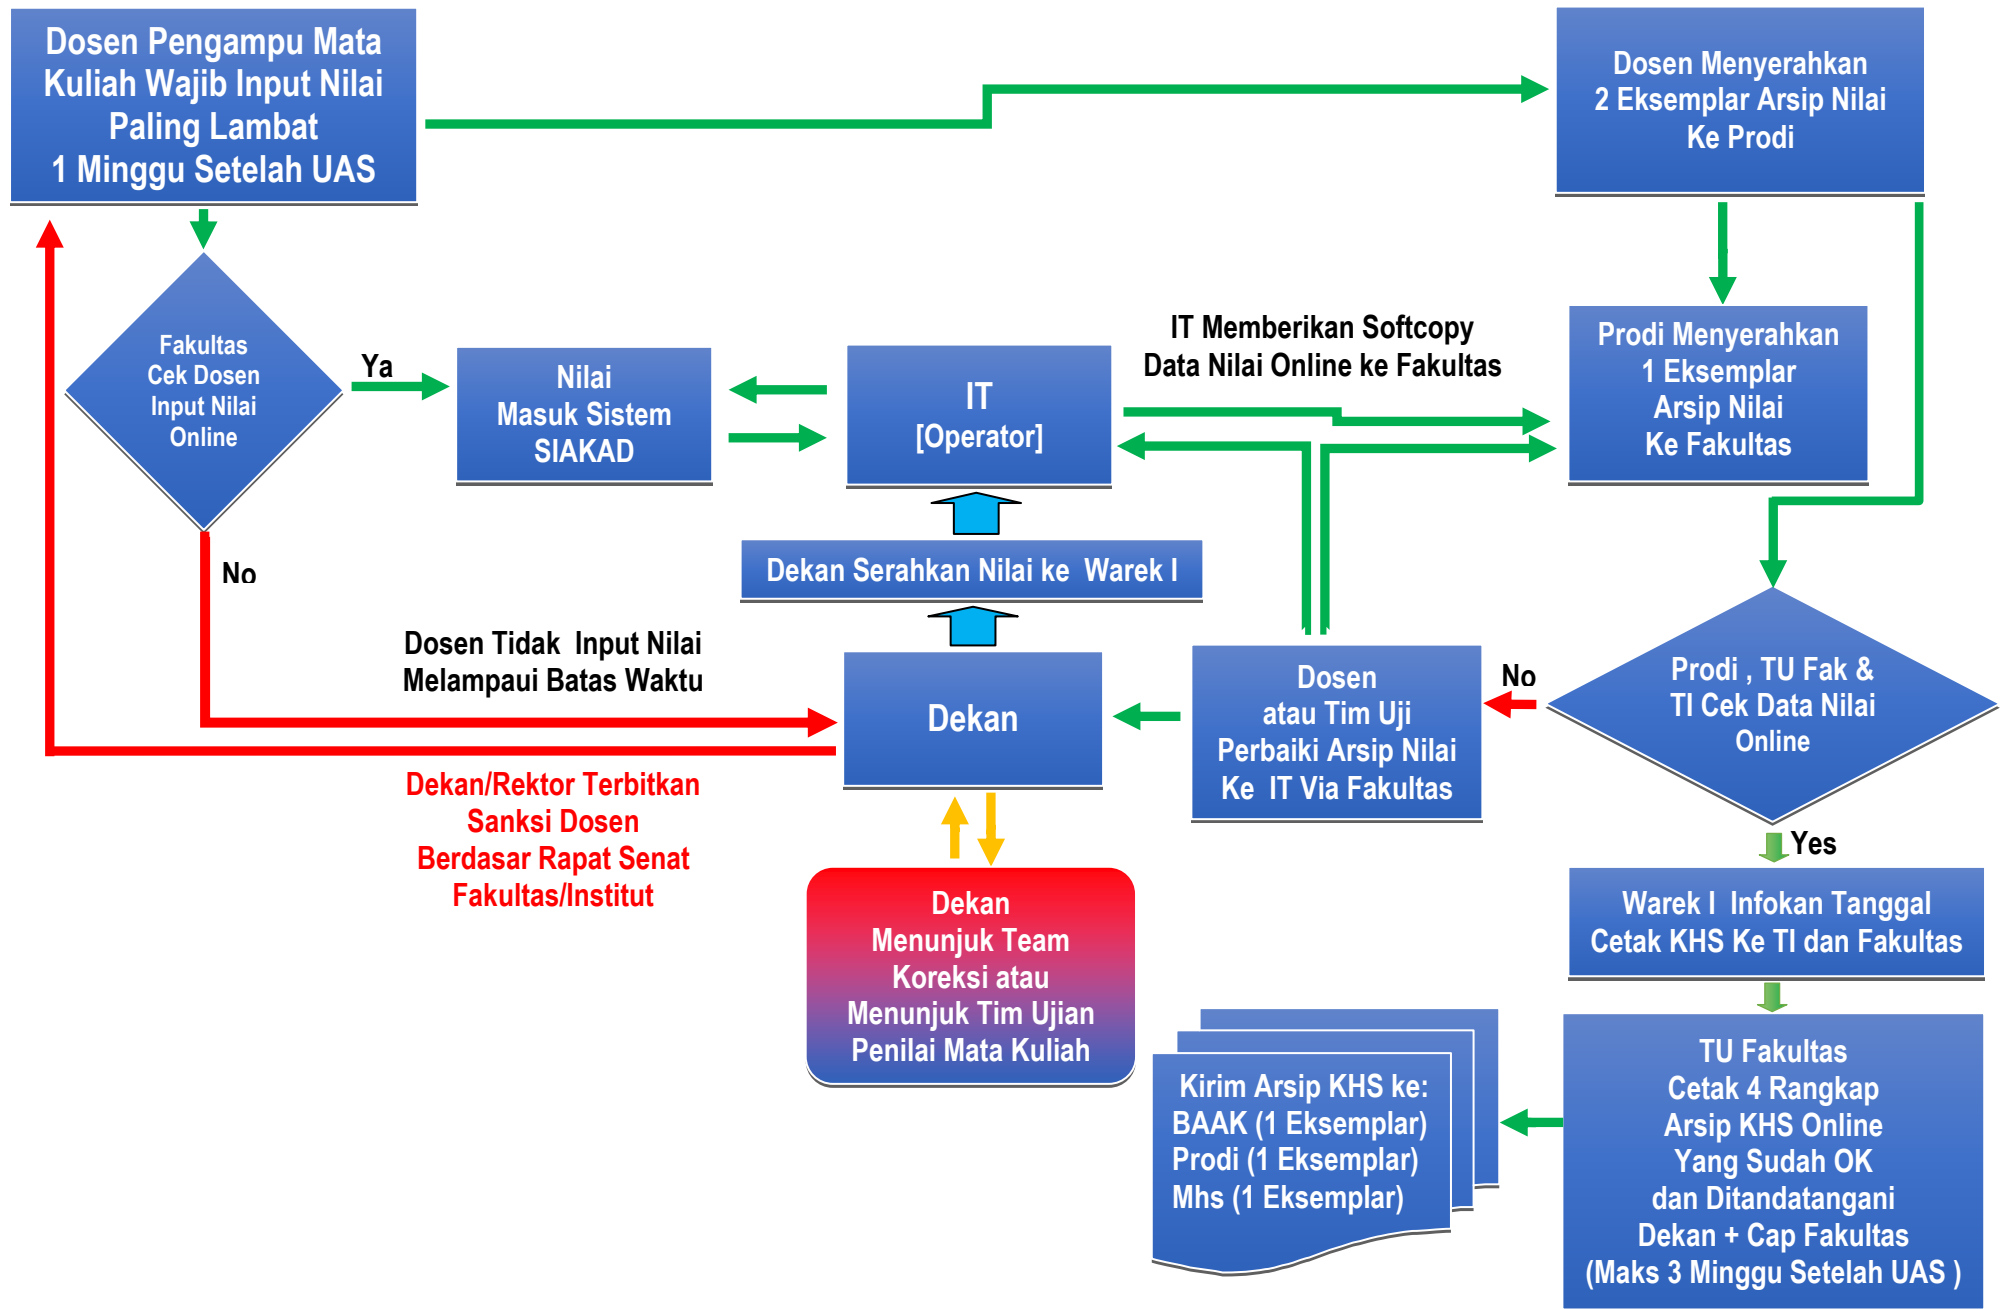 Dosen Pengampu Mata
Kuliah Wajib Input Nilai
Paling Lambat
1 Minggu Setelah UAS
Dosen Menyerahkan
2 Eksemplar Arsip Nilai
Ke Prodi
Fakultas
Cek Dosen
Input Nilai
Online
Ya
Nilai
Masuk Sistem
SIAKAD
IT
[Operator]
IT Memberikan Softcopy
Data Nilai Online ke Fakultas
Prodi Menyerahkan
1 Eksemplar
Arsip Nilai
Ke Fakultas
No
Dekan Serahkan Nilai ke Warek I
Dosen Tidak Input Nilai
Melampaui Batas Waktu
Dekan
Dosen
atau Tim Uji
Perbaiki Arsip Nilai
Ke IT Via Fakultas
No
Prodi , TU Fak &
TI Cek Data Nilai
Online
Dekan/Rektor Terbitkan
Sanksi Dosen
Berdasar Rapat Senat
Fakultas/Institut
Yes
Dekan
Menunjuk Team
Koreksi atau
Menunjuk Tim Ujian
Penilai Mata Kuliah
Warek I Infokan Tanggal
Cetak KHS Ke TI dan Fakultas
Kirim Arsip KHS ke:
BAAK (1 Eksemplar)
Prodi (1 Eksemplar)
Mhs (1 Eksemplar)
TU Fakultas
Cetak 4 Rangkap
Arsip KHS Online
Yang Sudah OK
dan Ditandatangani
Dekan + Cap Fakultas
(Maks 3 Minggu Setelah UAS )